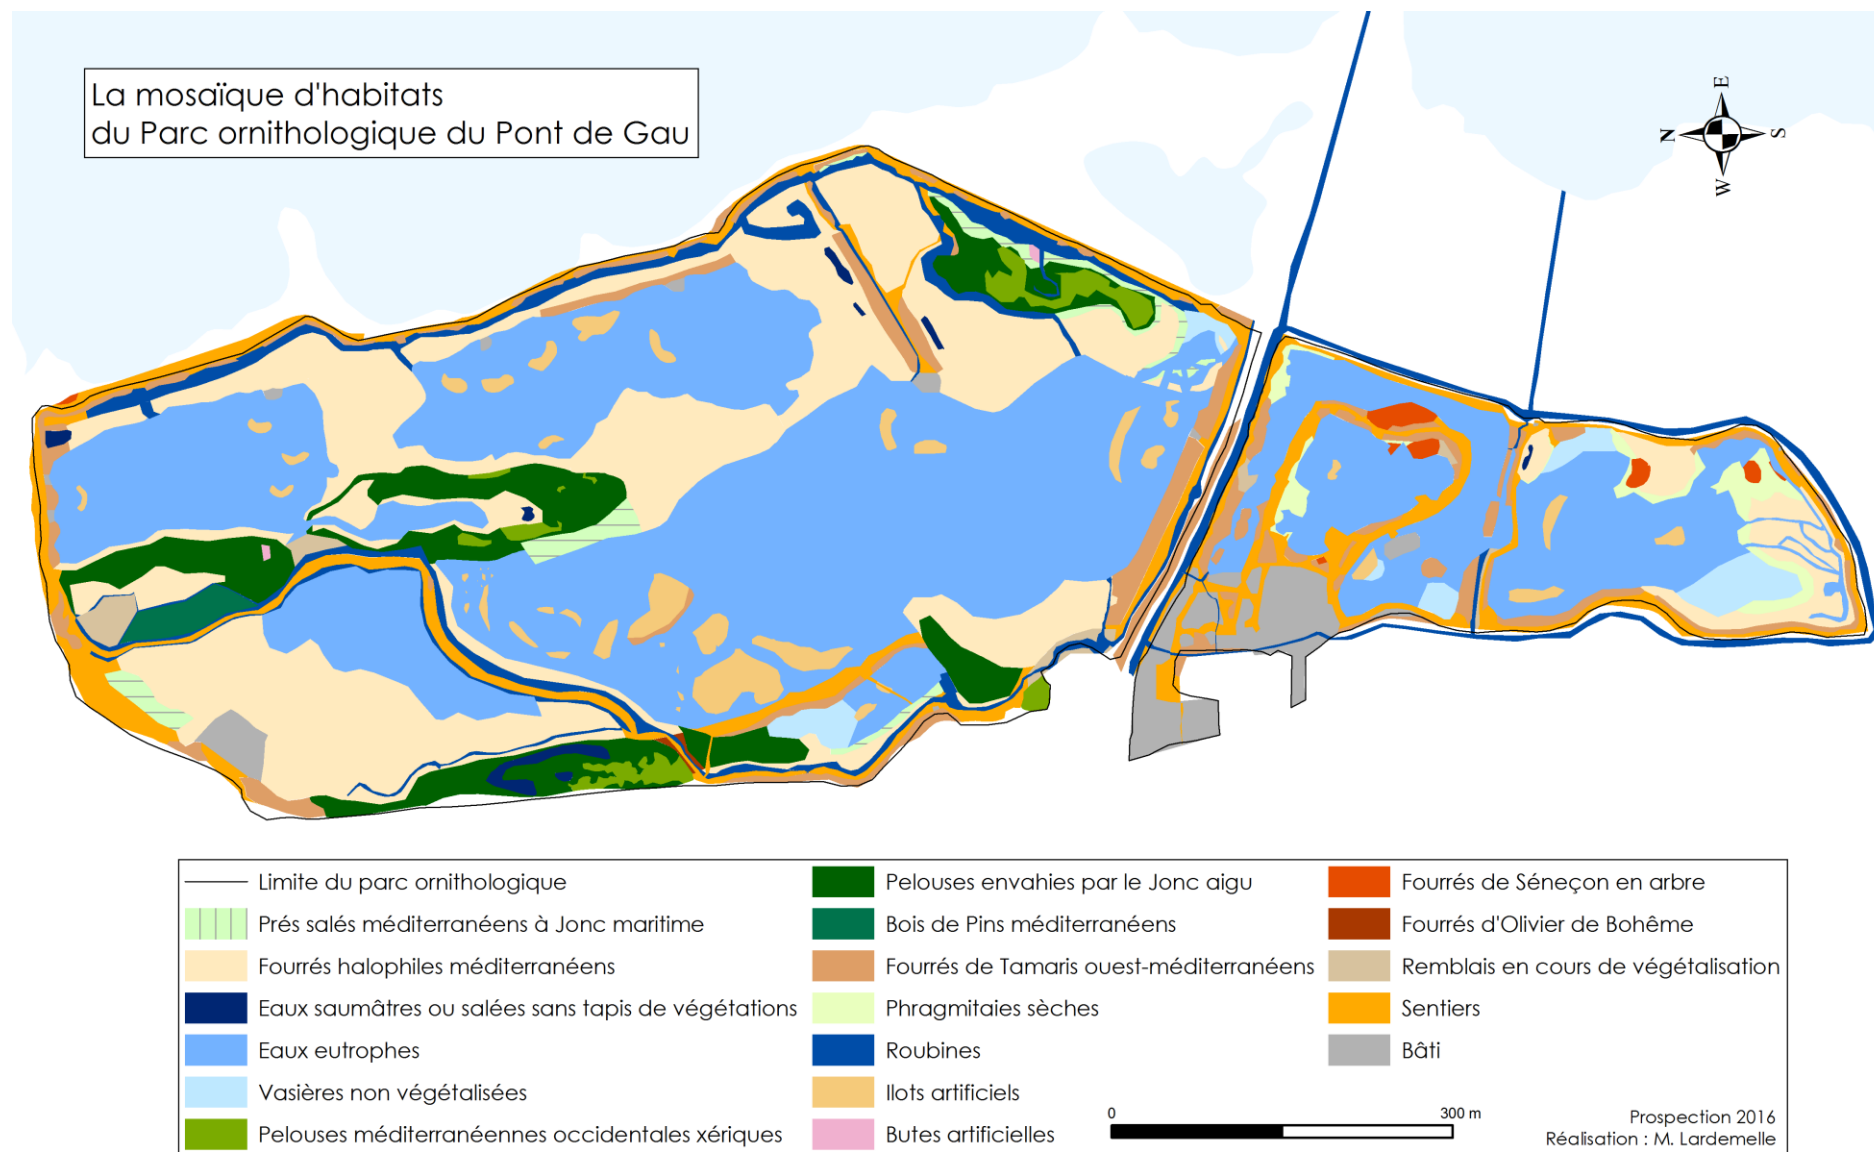 La mosaïque d'habitats
du Parc ornithologique du Pont de Gau
E
N
S
W
Limite du parc ornithologique
Prés salés méditerranéens à Jonc maritime
Fourrés halophiles méditerranéens
Eaux saumâtres ou salées sans tapis de végétations
Eaux eutrophes
Vasières non végétalisées
Pelouses méditerranéennes occidentales xériques
Pelouses envahies par le Jonc aigu
Bois de Pins méditerranéens
Fourrés de Tamaris ouest-méditerranéens
Phragmitaies sèches
Roubines
Ilots artificiels
Butes artificielles
Fourrés de Séneçon en arbre
Fourrés d'Olivier de Bohême
Remblais en cours de végétalisation
Sentiers
Bâti
0
300 m
Prospection 2016
Réalisation : M. Lardemelle